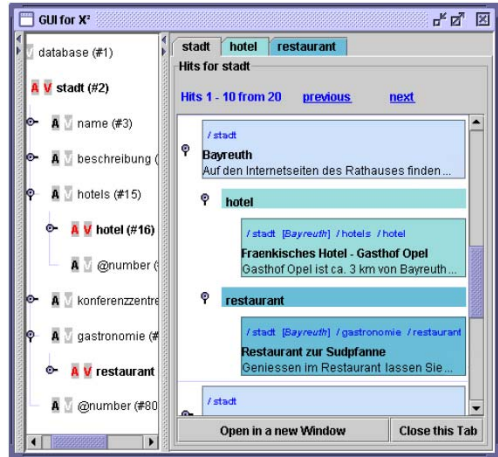 GUI for X²
database (#1)
A V stadt (#2)
A V name (#3)
A V beschreibung (
A V hotels (#15)
A V hotel (#16)
A V @number (
A V konferenzzentre
A V gastronomie (#
A V restaurant
A V @number (#80
stadt hotel restaurant
Hits for stadt
Hits 1 - 10 from 20 previous next
/ stadt
Bayreuth
Auf den Internetseiten des Rathauses finden ...
hotel
/ stadt [Bayreuth] / hotels / hotel
Fraenkisches Hotel - Gasthof Opel
Gasthof Opel ist ca. 3 km von Bayreuth...
restaurant
/ stadt [Bayreuth] / gastronomie / restaurant
Restaurant zur Sudpfanne
Geniessen im Restaurant lassen Sie...
/ stadt
Open in a new Window Close this Tab